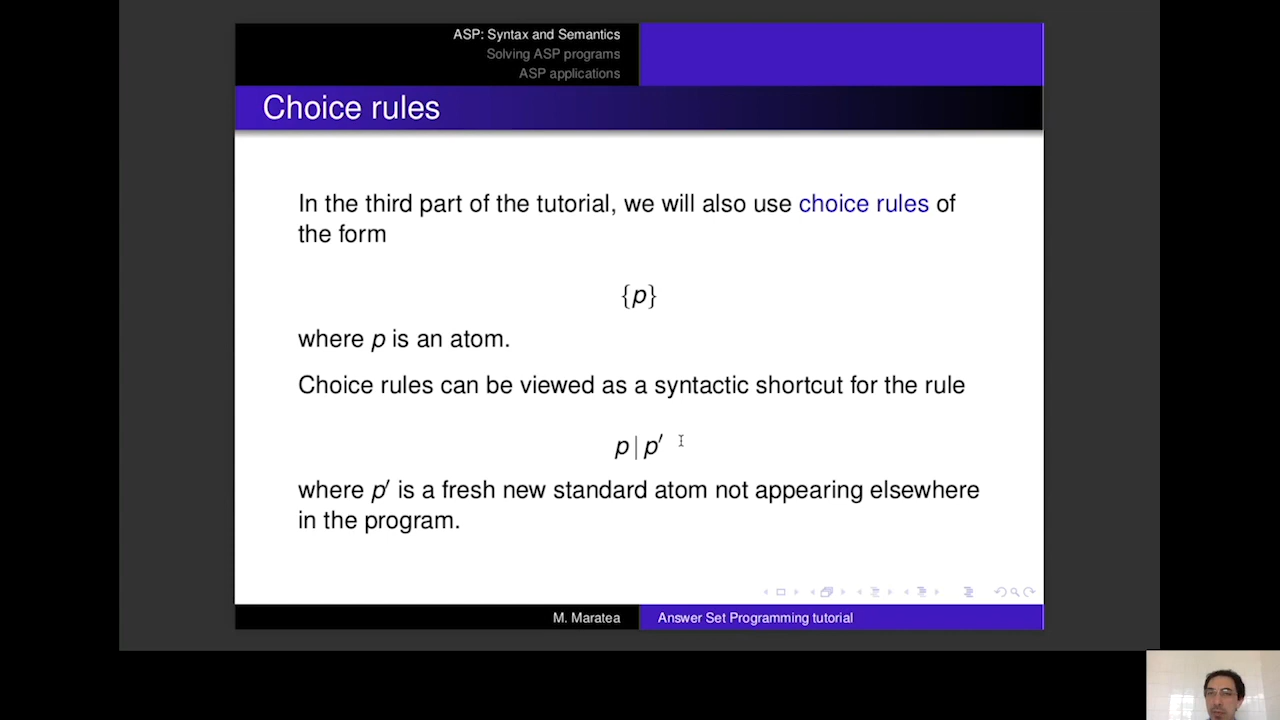 ASP: Syntax and Semantics
Solving ASP programs
ASP applications
Choice rules
In the third part of the tutorial, we will also use choice rules of
the form
{p}
where p is an atom.
Choice rules can be viewed as a syntactic shortcut for the rule
p | p′
where p′ is a fresh new standard atom not appearing elsewhere
in the program.
M. Maratea
Answer Set Programming tutorial